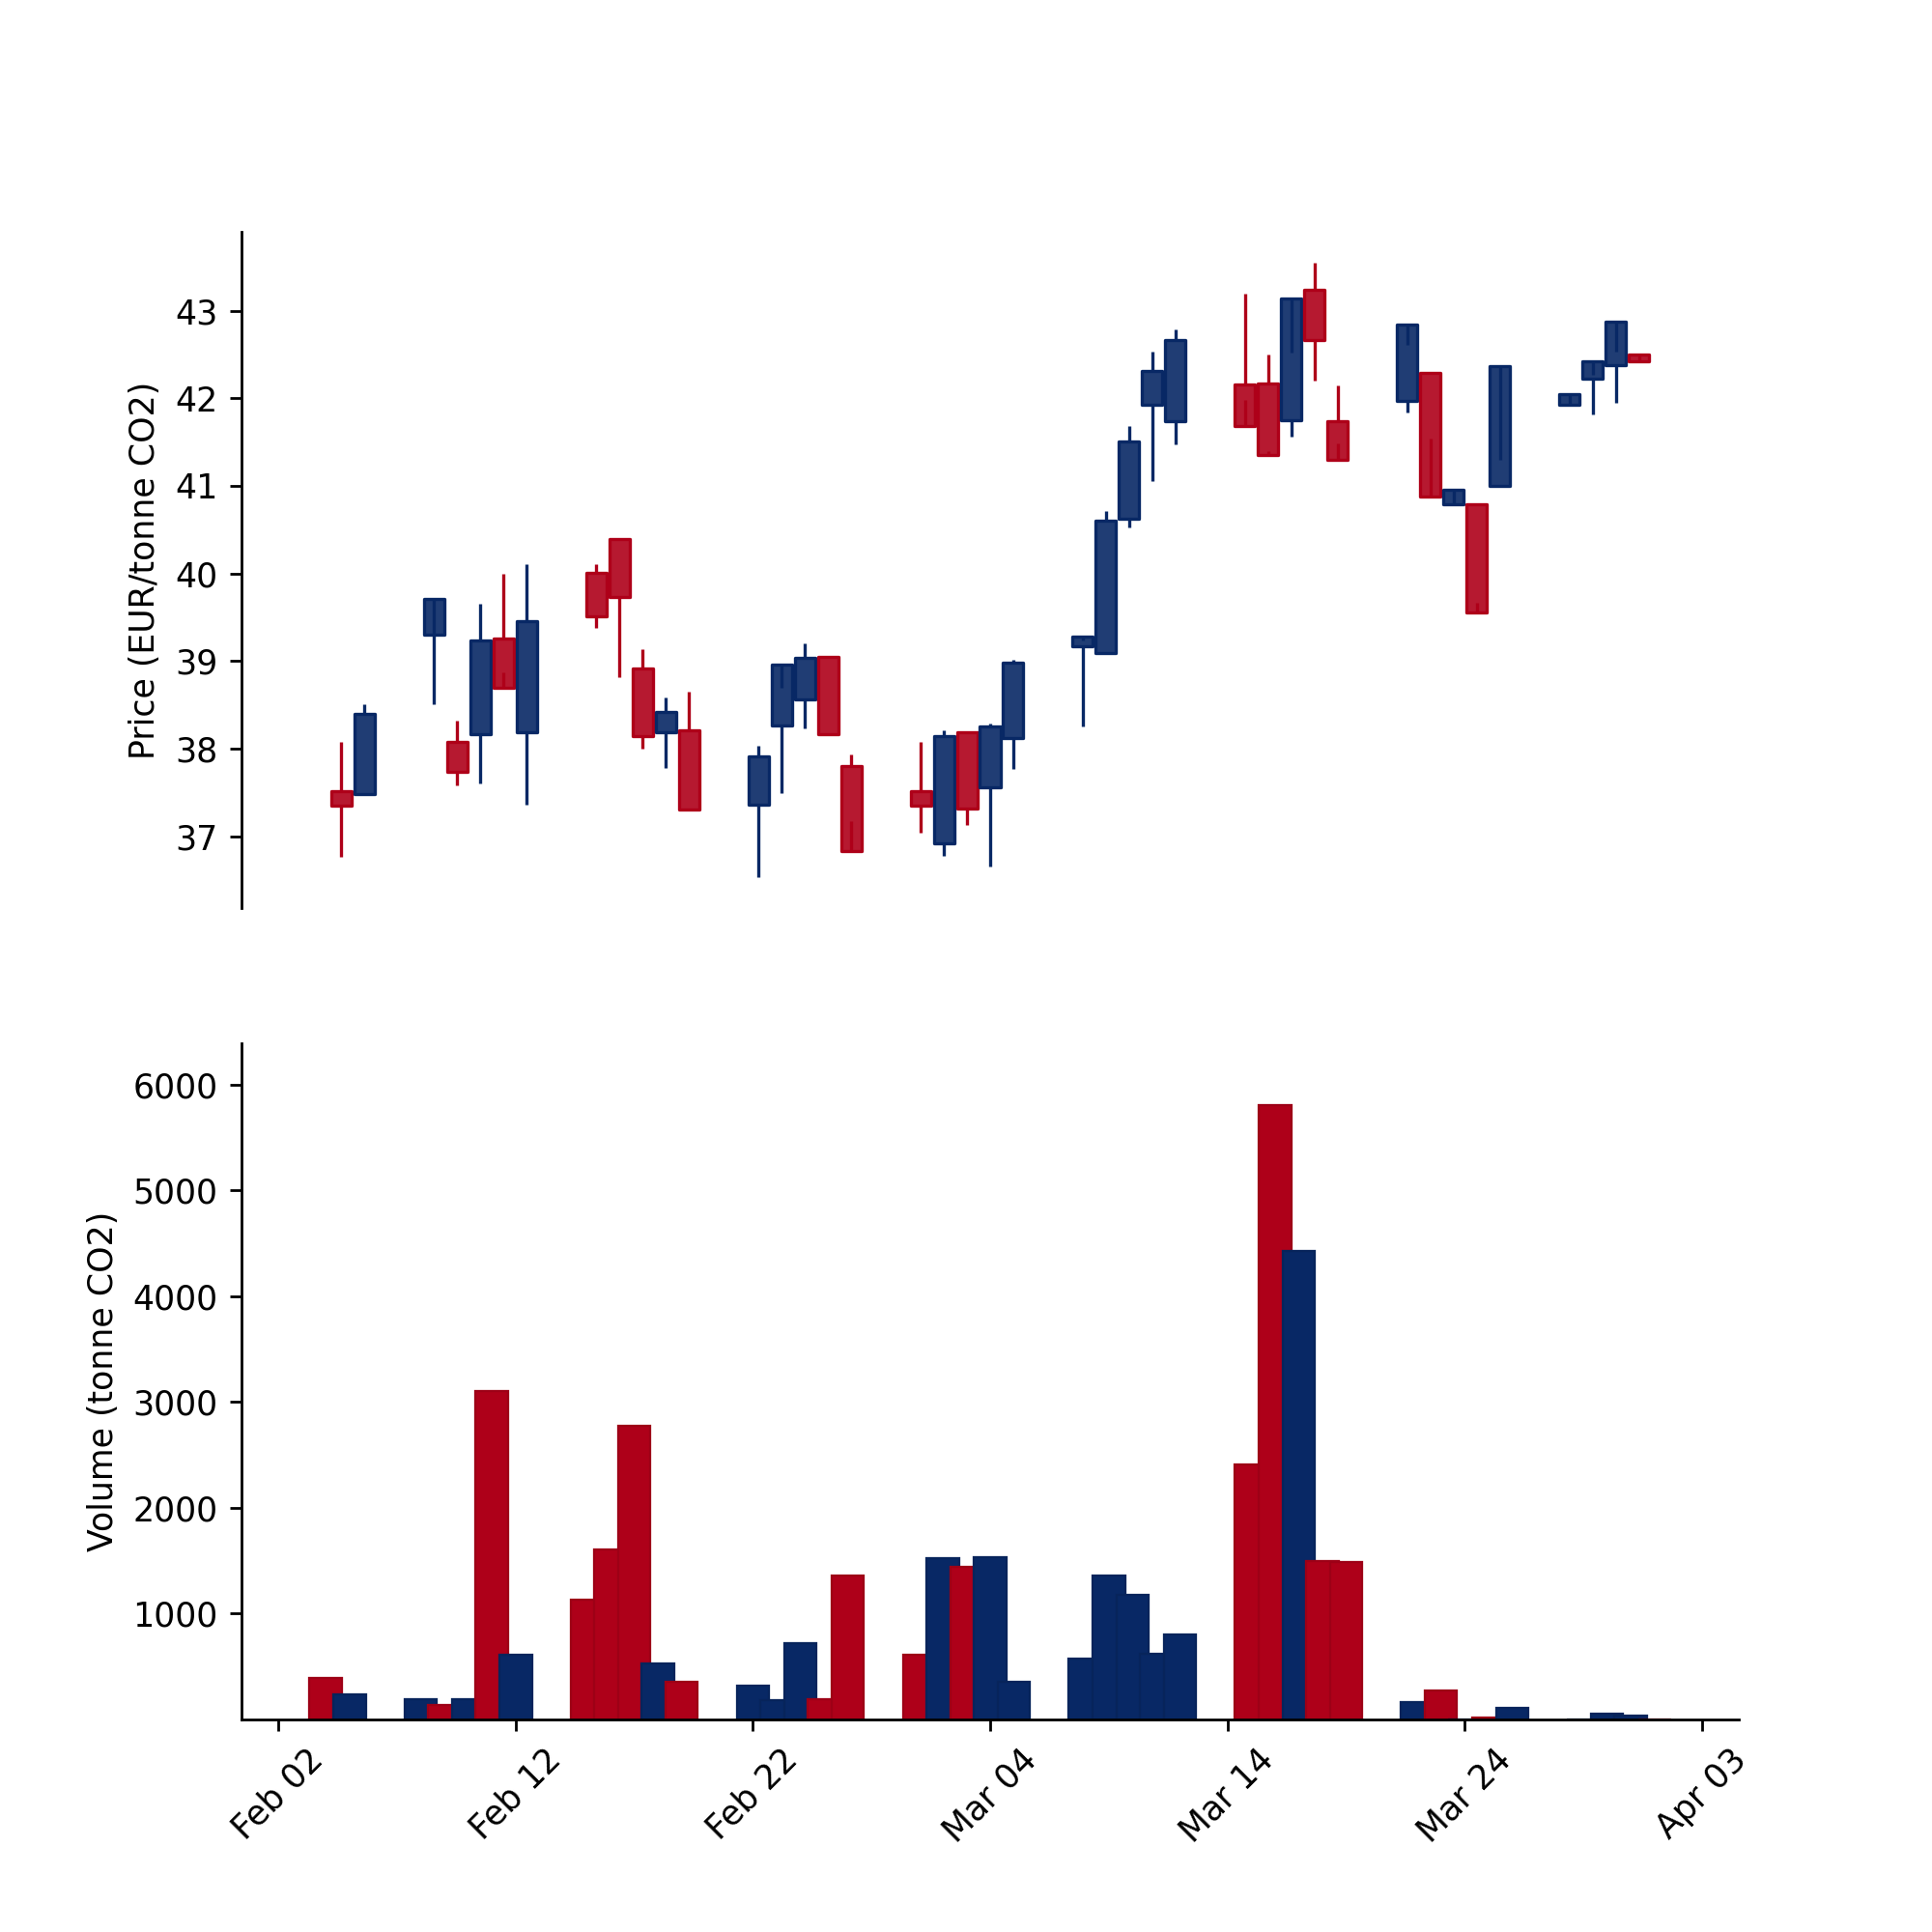 Price (EUR/tonne CO2)
43
42
41
40
39
38
37
Volume (tonne CO2)
6000
5000
4000
3000
2000
1000
Feb 02
Feb 12
Feb 22
Mar 04
Mar 14
Mar 24
Apr 03